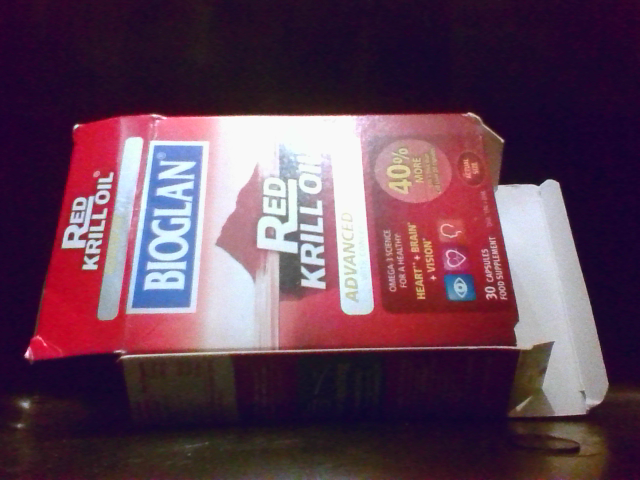 RED
KRILL OIL®
BIOGLAN®
RED
KRILL OIL
ADVANCED
40%
MORE
OMEGA-3 SCIENCE
FOR A HEALTHY:
HEART* + BRAIN*
+ VISION*
30 CAPSULES
FOOD SUPPLEMENT